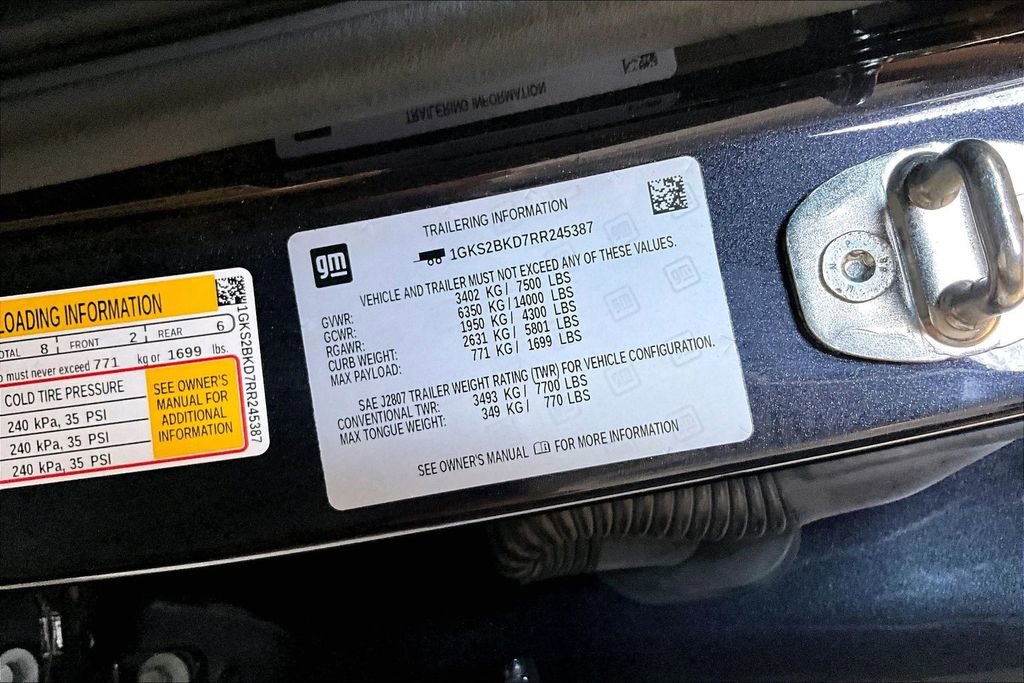 TRAILERING INFORMATION
gm
1GKS2BKD7RR245387
VEHICLE AND TRAILER MUST NOT EXCEED ANY OF THESE VALUES.
GVWR: 3402 KG / 7500 LBS
GCWR: 6350 KG / 14000 LBS
RGAWR: 1950 KG / 4300 LBS
CURB WEIGHT: 2631 KG / 5801 LBS
MAX PAYLOAD: 771 KG / 1699 LBS
SAE J2807 TRAILER WEIGHT RATING (TWR) FOR VEHICLE CONFIGURATION.
CONVENTIONAL TWR: 3493 KG / 7700 LBS
MAX TONGUE WEIGHT: 349 KG / 770 LBS
SEE OWNER'S MANUAL FOR MORE INFORMATION
LOADING INFORMATION
OTAL 8 FRONT 2 REAR 6
must never exceed 771 kg or 1699 lbs.
COLD TIRE PRESSURE
240 kPa, 35 PSI
240 kPa, 35 PSI
240 kPa, 35 PSI
SEE OWNER'S
MANUAL FOR
ADDITIONAL
INFORMATION
1GKS2BKD7RR245387
TRAILERING INFORMATION